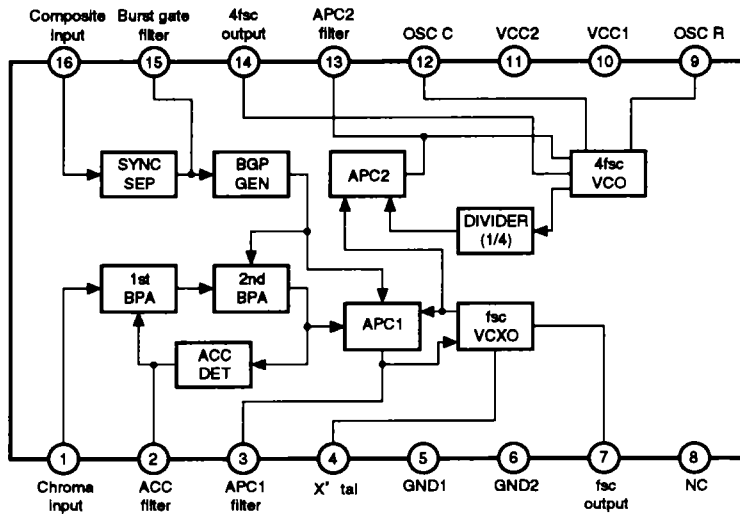 Composite input
Burst gate filter
4fsc output
APC2 filter
OSC C
VCC2
VCC1
OSC R
16
15
14
13
12
11
10
9
SYNC SEP
BGP GEN
APC2
4fsc VCO
DIVIDER (1/4)
1st BPA
2nd BPA
APC1
fsc VCXO
ACC DET
1
2
3
4
5
6
7
8
Chroma input
ACC filter
APC1 filter
X' tal
GND1
GND2
fsc output
NC